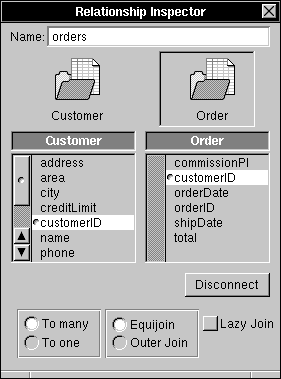 Relationship Inspector
Name: orders
Customer Order
Customer Order
address commissionPl
area customerID
city orderDate
creditLimit orderID
customerID shipDate
name total
phone
Disconnect
To many Equijoin Lazy Join
To one Outer Join